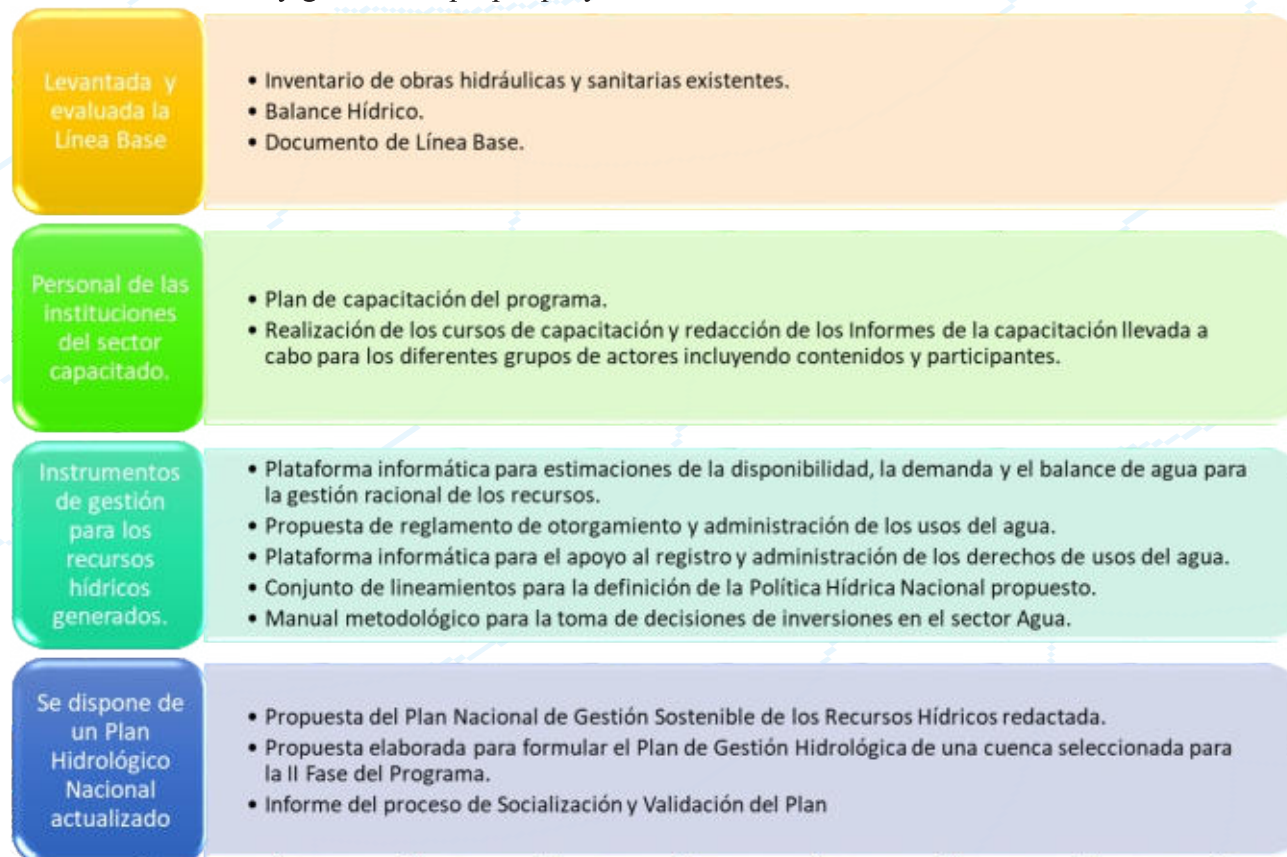 Levantada y
evaluada la
Línea Base
• Inventario de obras hidráulicas y sanitarias existentes.
• Balance Hídrico.
• Documento de Línea Base.
Personal de las
instituciones
del sector
capacitado.
• Plan de capacitación del programa.
• Realización de los cursos de capacitación y redacción de los Informes de la capacitación llevada a
cabo para los diferentes grupos de actores incluyendo contenidos y participantes.
Instrumentos
de gestión
para los
recursos
hídricos
generados.
• Plataforma informática para estimaciones de la disponibilidad, la demanda y el balance de agua para
la gestión racional de los recursos.
• Propuesta de reglamento de otorgamiento y administración de los usos del agua.
• Plataforma informática para el apoyo al registro y administración de los derechos de usos del agua.
• Conjunto de lineamientos para la definición de la Política Hídrica Nacional propuesto.
• Manual metodológico para la toma de decisiones de inversiones en el sector Agua.
Se dispone de
un Plan
Hidrológico
Nacional
actualizado
• Propuesta del Plan Nacional de Gestión Sostenible de los Recursos Hídricos redactada.
• Propuesta elaborada para formular el Plan de Gestión Hidrológica de una cuenca seleccionada para
la II Fase del Programa.
• Informe del proceso de Socialización y Validación del Plan